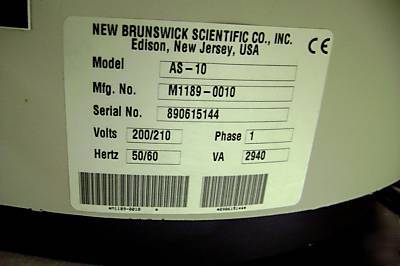 NEW BRUNSWICK SCIENTIFIC CO., INC.
Edison, New Jersey, USA
CE
Model AS-10
Mfg. No. M1189-0010
Serial No. 890615144
Volts 200/210 Phase 1
Hertz 50/60 VA 2940